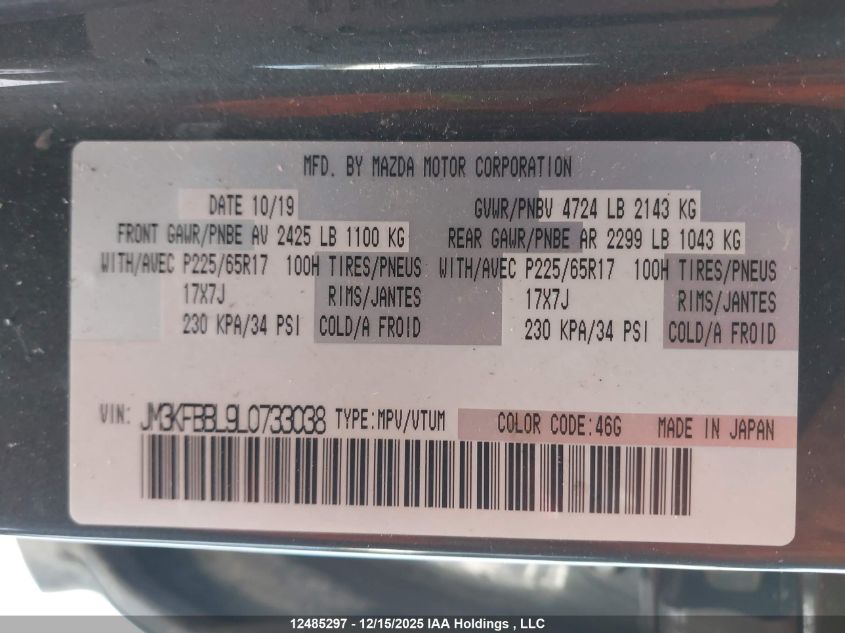 MFD. BY MAZDA MOTOR CORPORATION
DATE 10/19 GVWR/PNBV 4724 LB 2143 KG
FRONT GAWR/PNBE AV 2425 LB 1100 KG REAR GAWR/PNBE AR 2299 LB 1043 KG
WITH/AVEC P225/65R17 100H TIRES/PNEUS WITH/AVEC P225/65R17 100H TIRES/PNEUS
17X7J RIMS/JANTES 17X7J RIMS/JANTES
230 KPA/34 PSI COLD/A FROID 230 KPA/34 PSI COLD/A FROID
VIN: JM3KFBBL9L0733038 TYPE:MPV/VTUM COLOR CODE:46G MADE IN JAPAN
12485297 - 12/15/2025 IAA Holdings , LLC